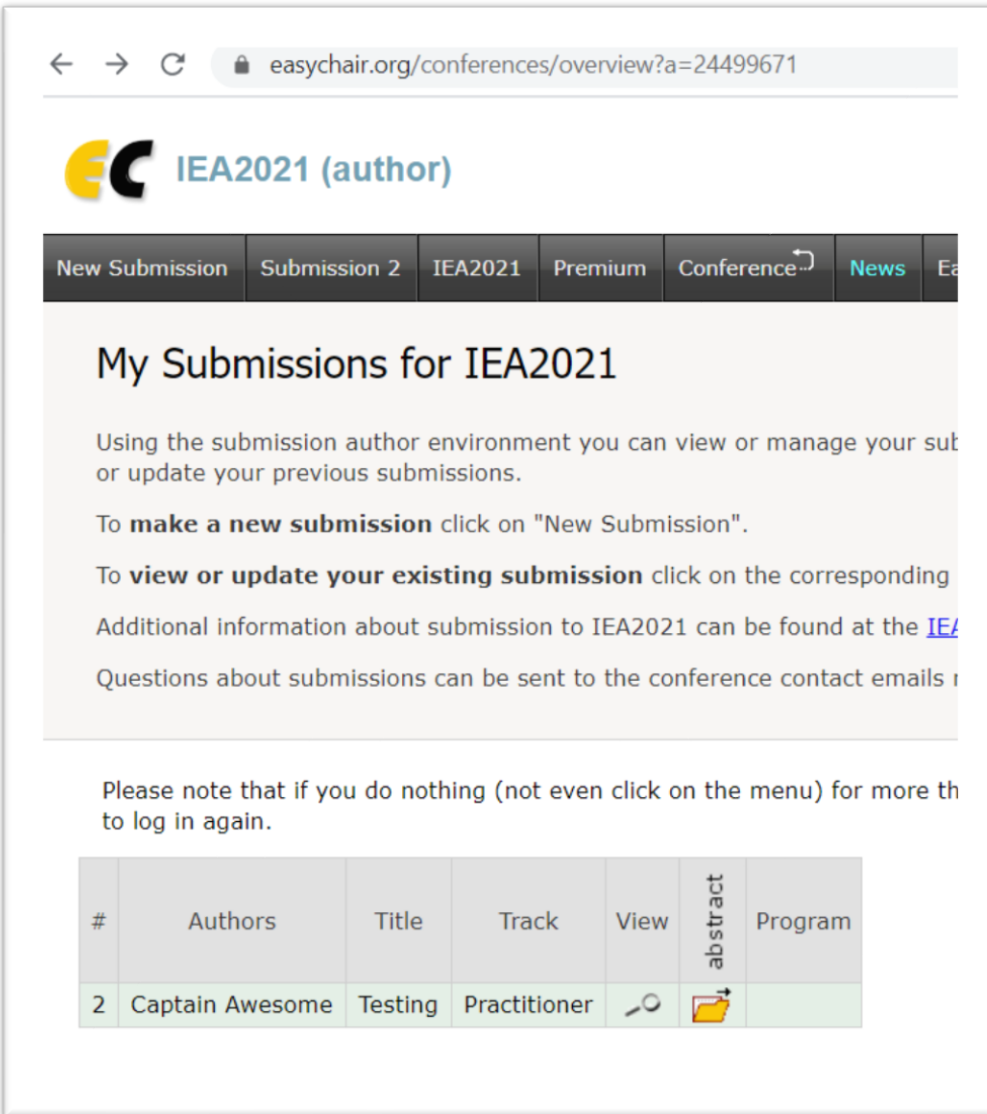 easychair.org/conferences/overview?a=24499671
EC IEA2021 (author)
New Submission Submission 2 IEA2021 Premium Conference News
My Submissions for IEA2021
Using the submission author environment you can view or manage your
or update your previous submissions.
To make a new submission click on "New Submission".
To view or update your existing submission click on the corresponding
Additional information about submission to IEA2021 can be found at the
Questions about submissions can be sent to the conference contact emails
Please note that if you do nothing (not even click on the menu) for more
to log in again.
# Authors Title Track View abstract Program
2 Captain Awesome Testing Practitioner